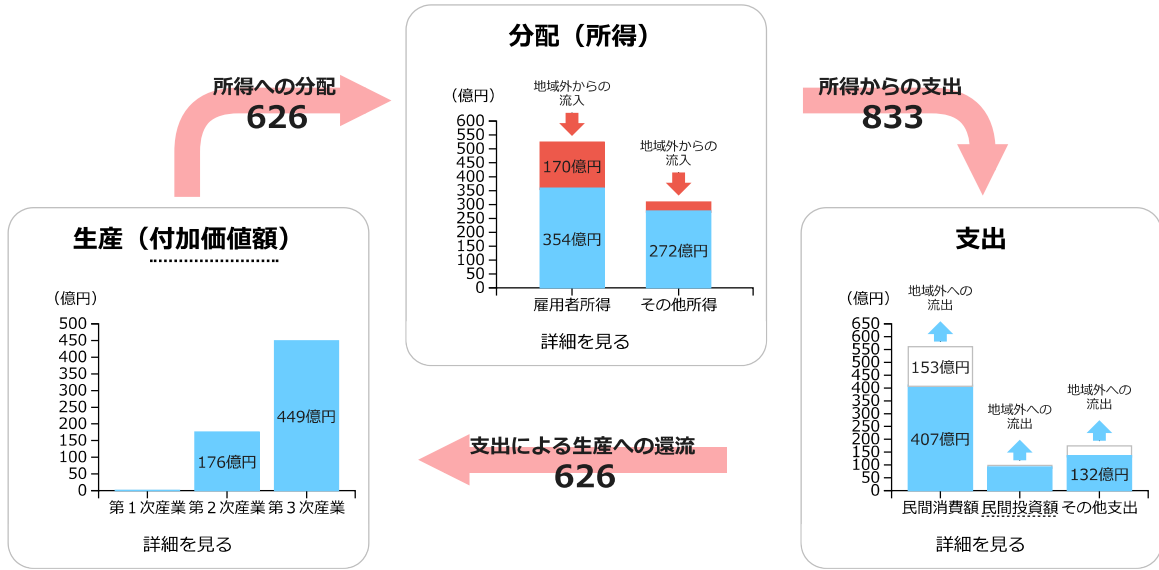 分配（所得）
（億円）
地域外からの
流入
地域外からの
流入
600
550
500
450
400
350
300
250
200
150
100
50
0
170億円
354億円
272億円
雇用者所得
その他所得
詳細を見る
所得への分配
626
所得からの支出
833
生産（付加価値額）
（億円）
500
450
400
350
300
250
200
150
100
50
0
176億円
449億円
第１次産業
第２次産業
第３次産業
詳細を見る
支出による生産への還流
626
支出
（億円）
地域外への
流出
地域外への
流出
地域外への
流出
650
600
550
500
450
400
350
300
250
200
150
100
50
0
153億円
407億円
132億円
民間消費額
民間投資額
その他支出
詳細を見る